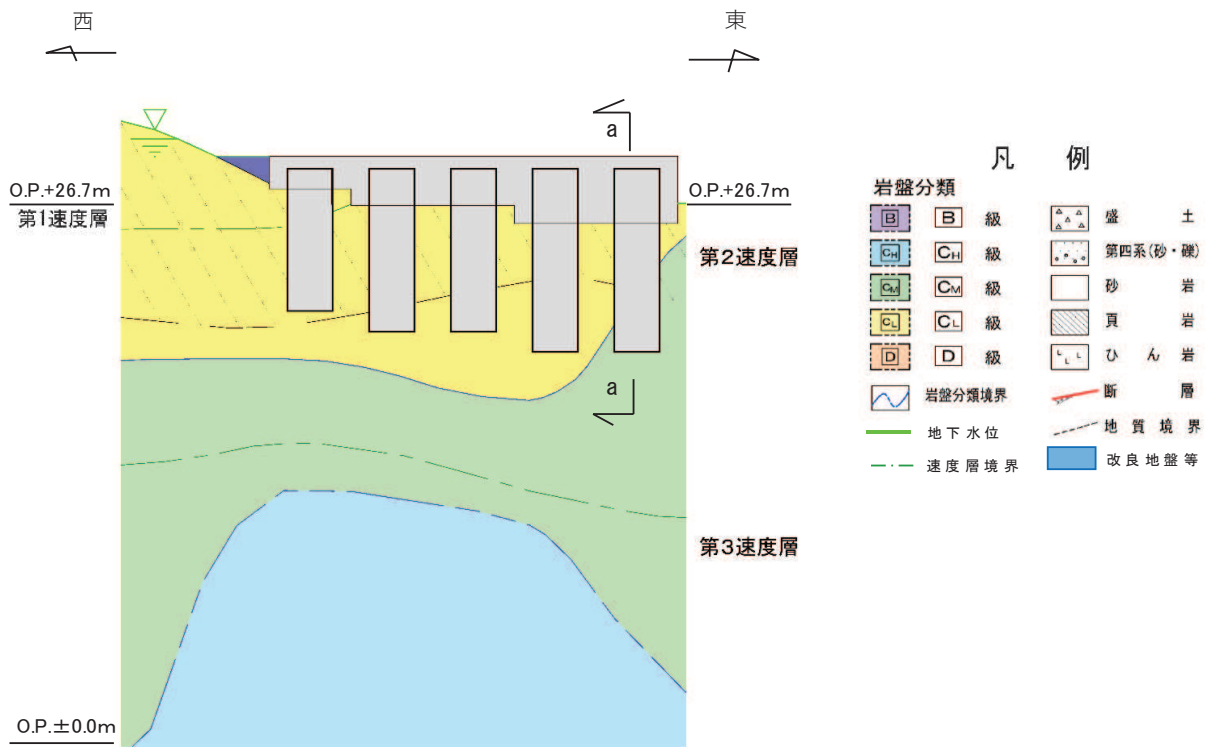 西
東
a
O.P.+26.7m
O.P.+26.7m
第1速度層
第2速度層
a
第3速度層
O.P.±0.0m
凡 例
岩盤分類
B B 級 盛 土
CH CH 級 第四系(砂・礫)
CM CM 級 砂 岩
CL CL 級 頁 岩
D D 級 ひ ん 岩
岩盤分類境界 断 層
地下水位 地質境界
速度層境界 改良地盤等